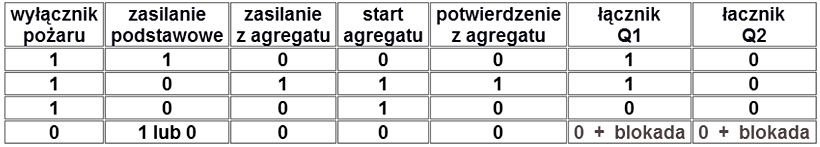 wyłącznik pożaru | zasilanie podstawowe | zasilanie z agregatu | start agregatu | potwierdzenie z agregatu | łącznik Q1 | łacznik Q2
1 | 1 | 0 | 0 | 0 | 1 | 0
1 | 0 | 1 | 1 | 1 | 1 | 0
1 | 0 | 0 | 1 | 0 | 0 | 0
0 | 1 lub 0 | 0 | 0 | 0 | 0 + blokada | 0 + blokada